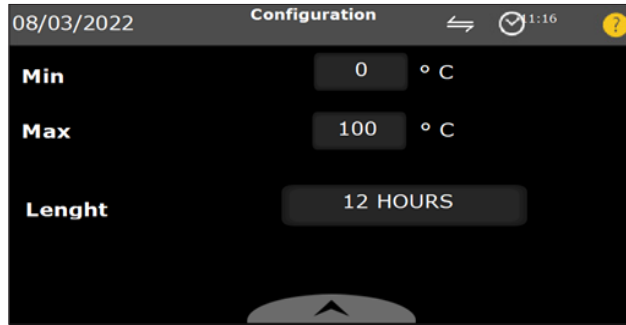 08/03/2022 Configuration 11:16 ?
Min 0 ° C
Max 100 ° C
Lenght 12 HOURS